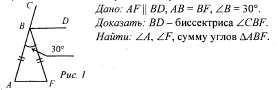 C
B
D
30°
A
F
Рис. 1
Дано: AF || BD, AB = BF, ∠B = 30°.
Доказать: BD – биссектриса ∠CBF.
Найти: ∠A, ∠F, сумму углов ΔABF.